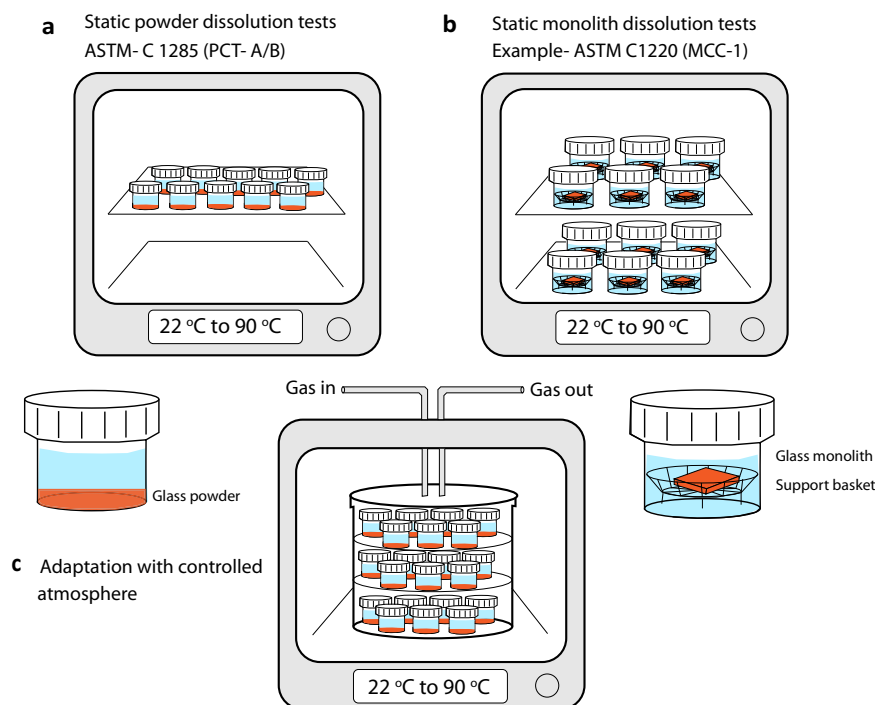 a Static powder dissolution tests
ASTM- C 1285 (PCT- A/B)
b Static monolith dissolution tests
Example- ASTM C1220 (MCC-1)
22 °C to 90 °C
22 °C to 90 °C
Gas in
Gas out
Glass powder
Glass monolith
Support basket
c Adaptation with controlled
atmosphere
22 °C to 90 °C